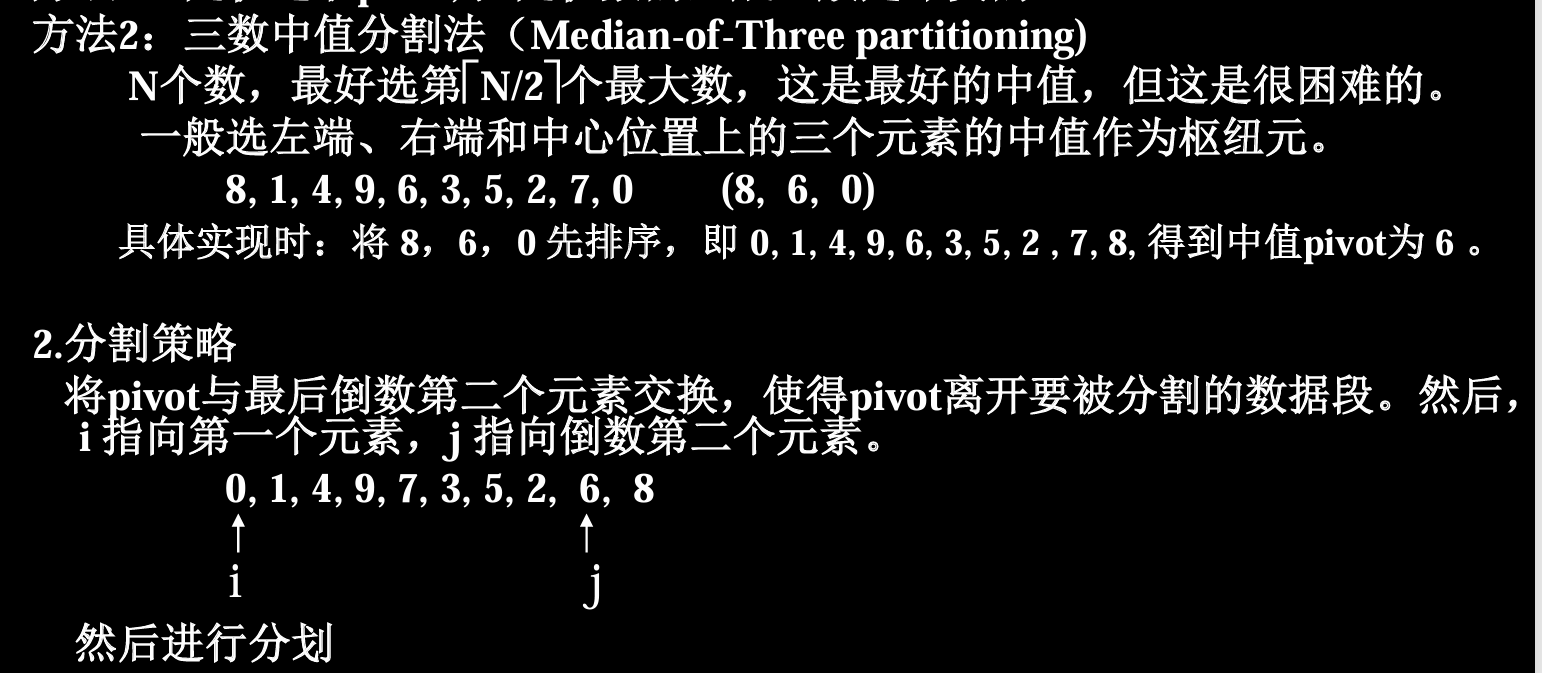 方法2：三数中值分割法（Median-of-Three partitioning)
N个数，最好选第⌈N/2⌉个最大数，这是最好的中值，但这是很困难的。
一般选左端、右端和中心位置上的三个元素的中值作为枢纽元。
8, 1, 4, 9, 6, 3, 5, 2, 7, 0 (8, 6, 0)
具体实现时：将 8，6，0 先排序，即 0, 1, 4, 9, 6, 3, 5, 2 , 7, 8, 得到中值pivot为 6 。
2.分割策略
将pivot与最后倒数第二个元素交换，使得pivot离开要被分割的数据段。然后，
i 指向第一个元素，j 指向倒数第二个元素。
0, 1, 4, 9, 7, 3, 5, 2, 6, 8
i j
然后进行分划